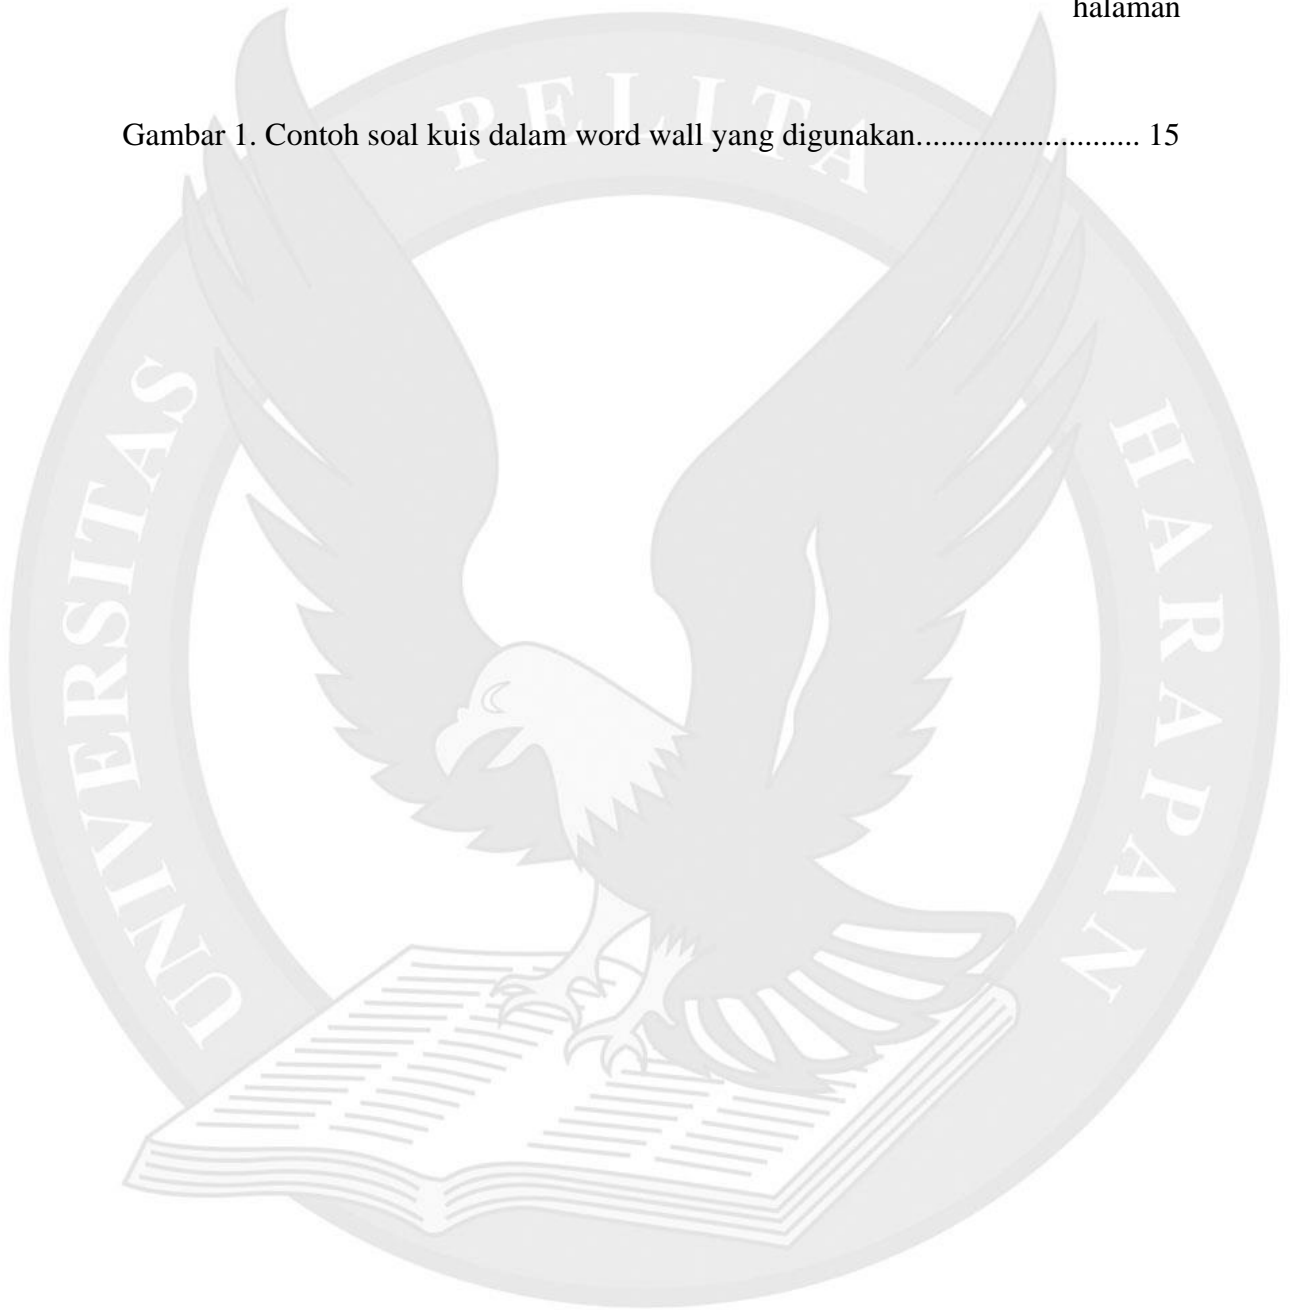 halaman
Gambar 1. Contoh soal kuis dalam word wall yang digunakan........................... 15
UNIVERSITAS PELITA HARAPAN